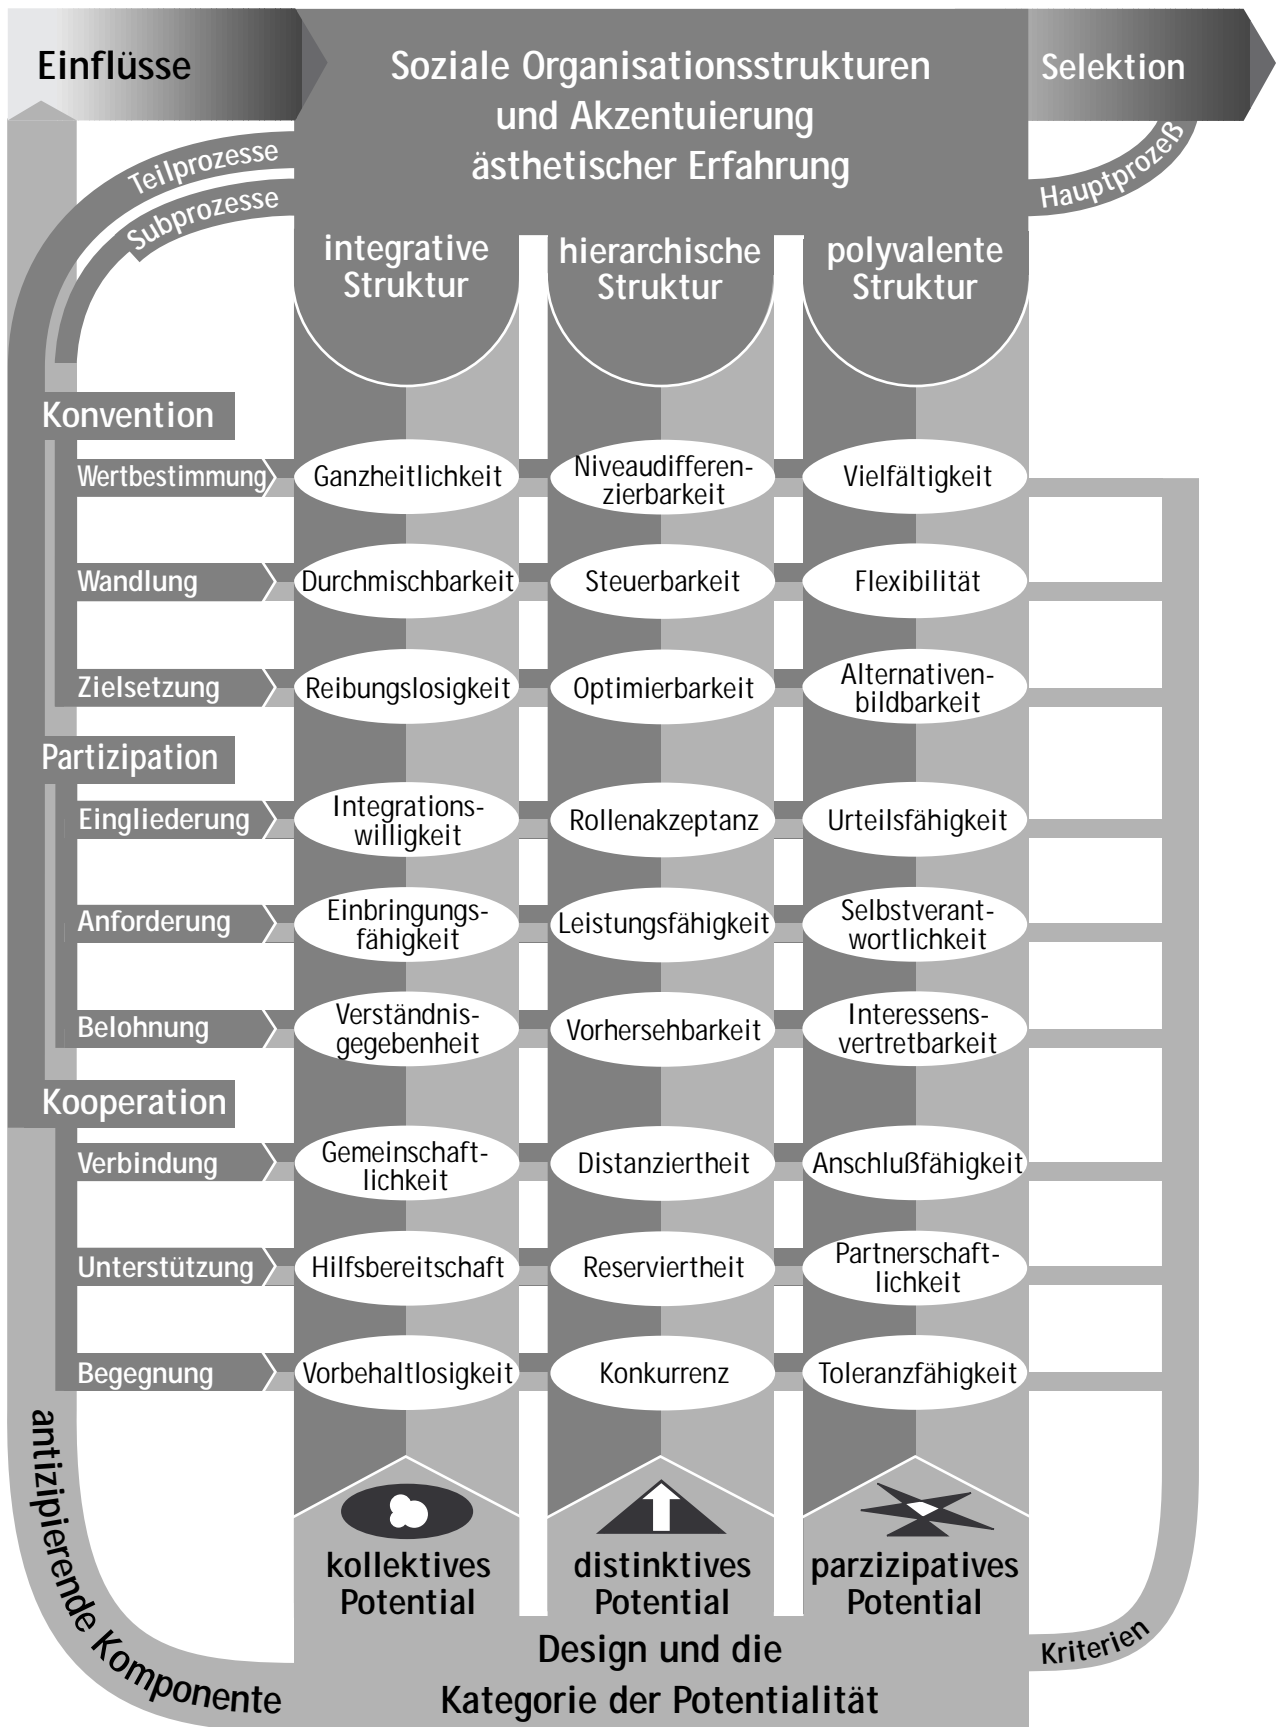 Einflüsse
Soziale Organisationsstrukturen
und Akzentuierung
ästhetischer Erfahrung
Selektion
Teilprozesse
Subprozesse
Hauptprozeß
integrative
Struktur
hierarchische
Struktur
polyvalente
Struktur
Konvention
Wertbestimmung
Ganzheitlichkeit
Niveaudifferen-
zierbarkeit
Vielfältigkeit
Wandlung
Durchmischbarkeit
Steuerbarkeit
Flexibilität
Zielsetzung
Reibungslosigkeit
Optimierbarkeit
Alternativen-
bildbarkeit
Partizipation
Eingliederung
Integrations-
willigkeit
Rollenakzeptanz
Urteilsfähigkeit
Anforderung
Einbringungs-
fähigkeit
Leistungsfähigkeit
Selbstverant-
wortlichkeit
Belohnung
Verständnis-
gegebenheit
Vorhersehbarkeit
Interessens-
vertretbarkeit
Kooperation
Verbindung
Gemeinschaft-
lichkeit
Distanziertheit
Anschlußfähigkeit
Unterstützung
Hilfsbereitschaft
Reserviertheit
Partnerschaft-
lichkeit
Begegnung
Vorbehaltlosigkeit
Konkurrenz
Toleranzfähigkeit
antizipierende Komponente
kollektives
Potential
distinktives
Potential
parzizipatives
Potential
Kriterien
Design und die
Kategorie der Potentialität